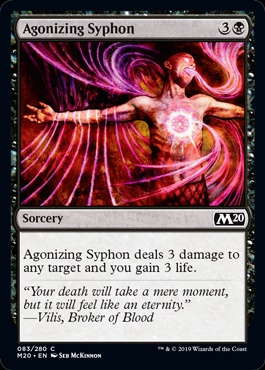 Agonizing Syphon 3
Sorcery M20
Agonizing Syphon deals 3 damage to
any target and you gain 3 life.
“Your death will take a mere moment,
but it will feel like an eternity.”
—Vilis, Broker of Blood
083/280 C
M20 • EN Seb McKinnon
™ & © 2019 Wizards of the Coast